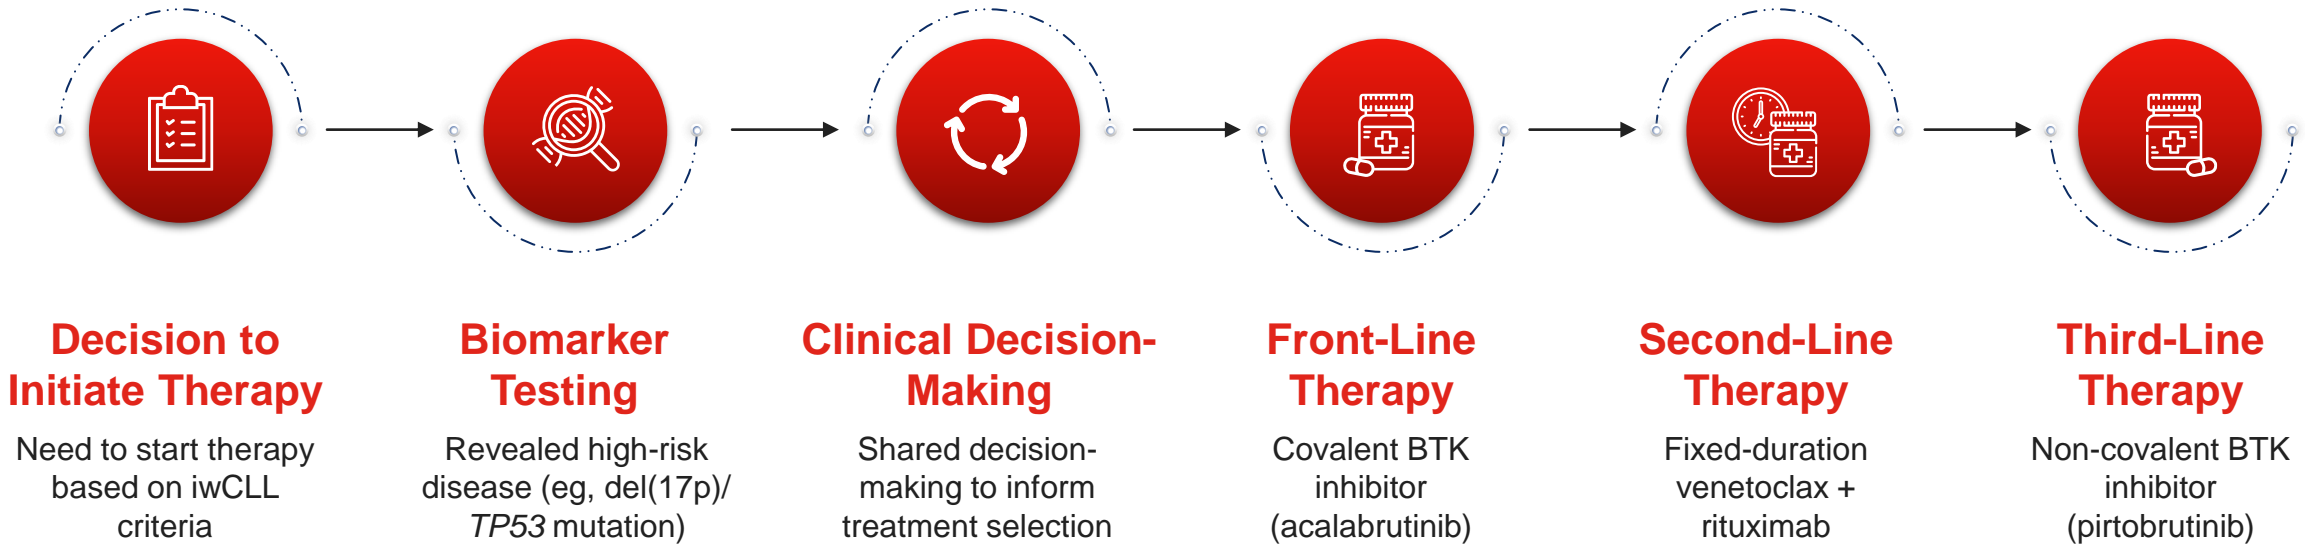 Decision to
Initiate Therapy
Need to start therapy
based on iwCLL
criteria
Biomarker
Testing
Revealed high-risk
disease (eg, del(17p)/
TP53 mutation)
Clinical Decision-
Making
Shared decision-
making to inform
treatment selection
Front-Line
Therapy
Covalent BTK
inhibitor
(acalabrutinib)
Second-Line
Therapy
Fixed-duration
venetoclax +
rituximab
Third-Line
Therapy
Non-covalent BTK
inhibitor
(pirtobrutinib)